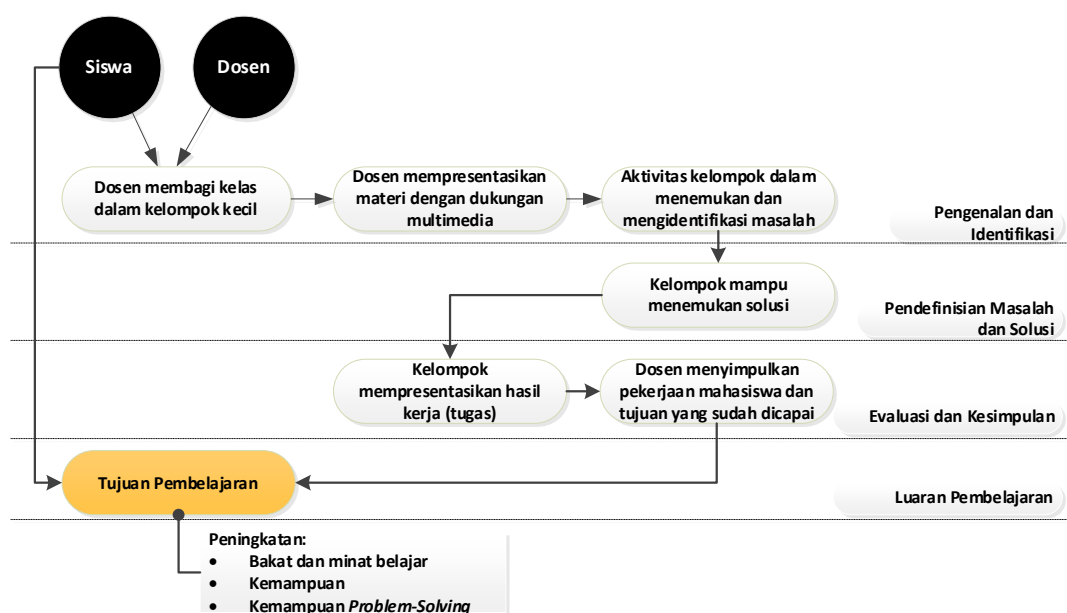 Siswa
Dosen
Dosen membagi kelas
dalam kelompok kecil
Dosen mempresentasikan
materi dengan dukungan
multimedia
Aktivitas kelompok dalam
menemukan dan
mengidentifikasi masalah
Pengenalan dan
Identifikasi
Kelompok mampu
menemukan solusi
Pendefinisian Masalah
dan Solusi
Kelompok
mempresentasikan hasil
kerja (tugas)
Dosen menyimpulkan
pekerjaan mahasiswa dan
tujuan yang sudah dicapai
Evaluasi dan Kesimpulan
Tujuan Pembelajaran
Luaran Pembelajaran
Peningkatan:
• Bakat dan minat belajar
• Kemampuan
• Kemampuan Problem-Solving